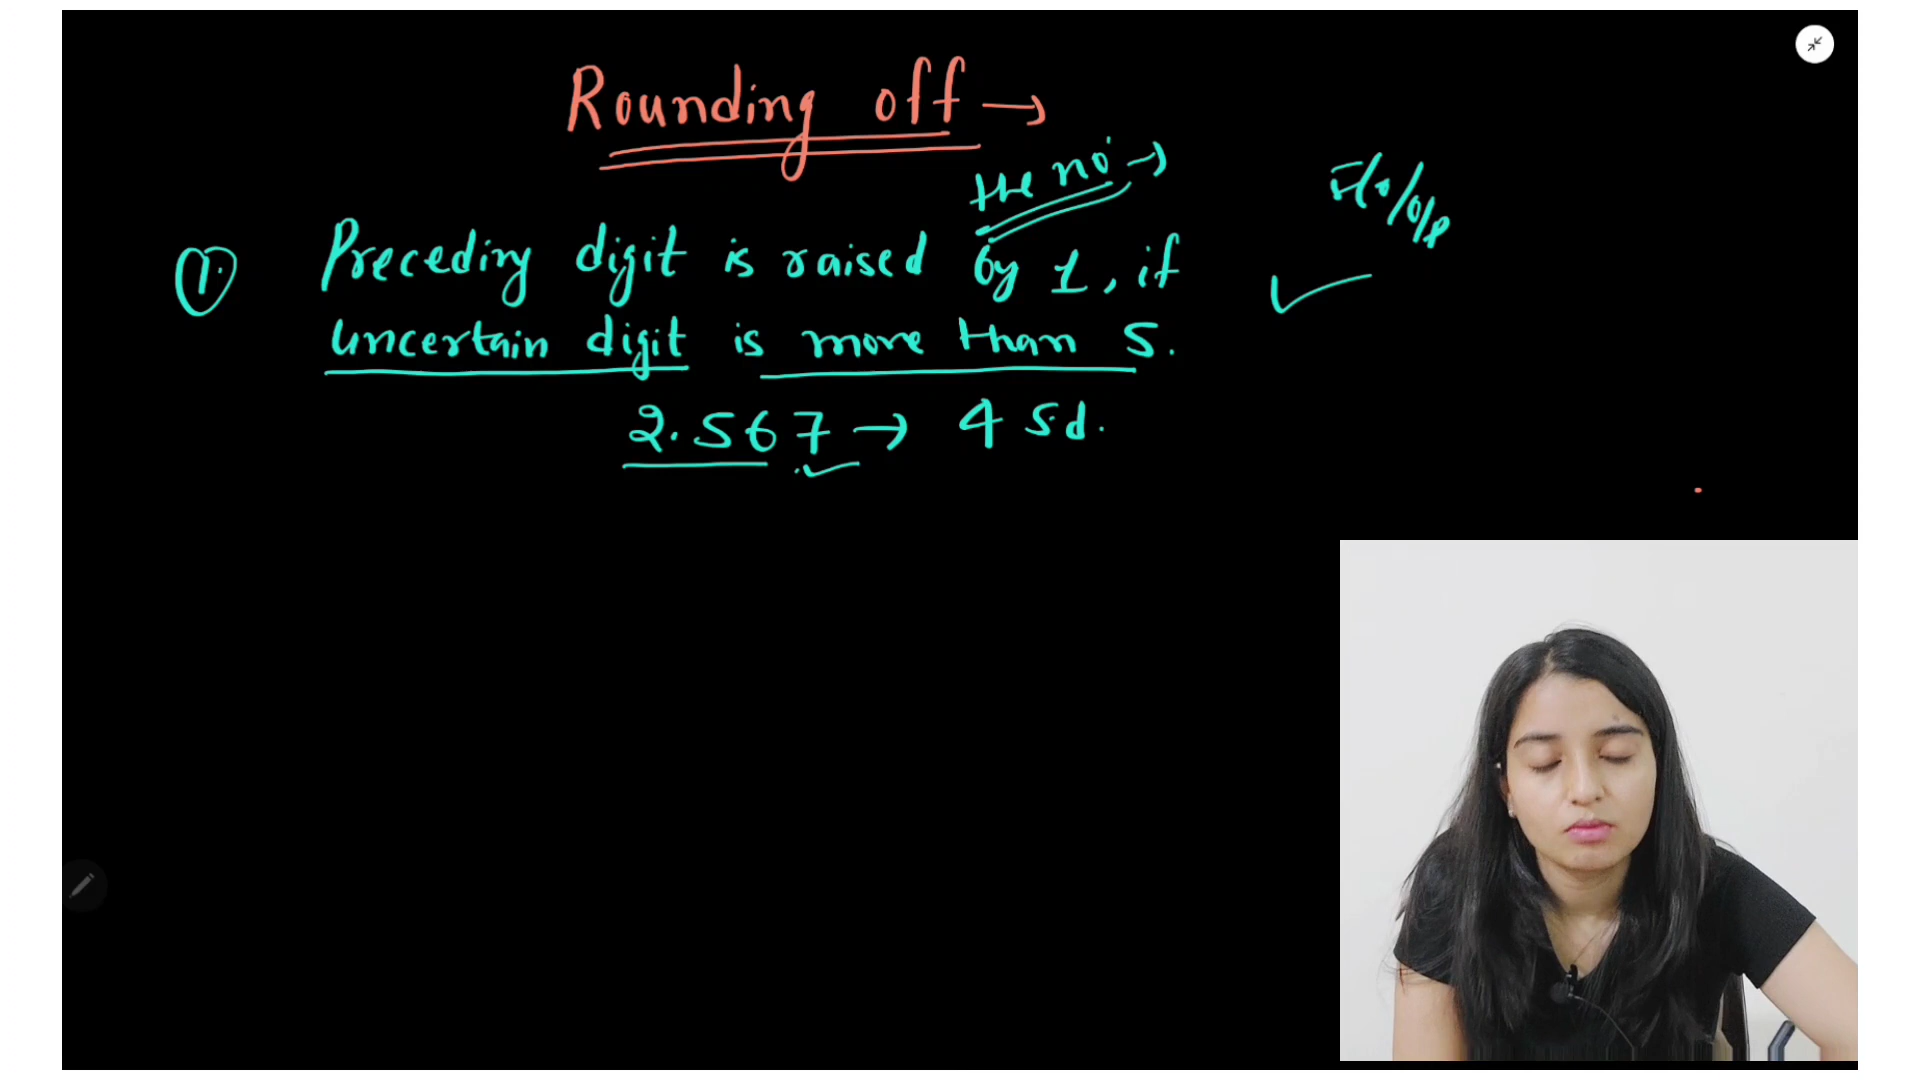 Rounding off →
the no. →
① Preceding digit is raised by 1, if
uncertain digit is more than 5.
2.567 → 4 S.d.